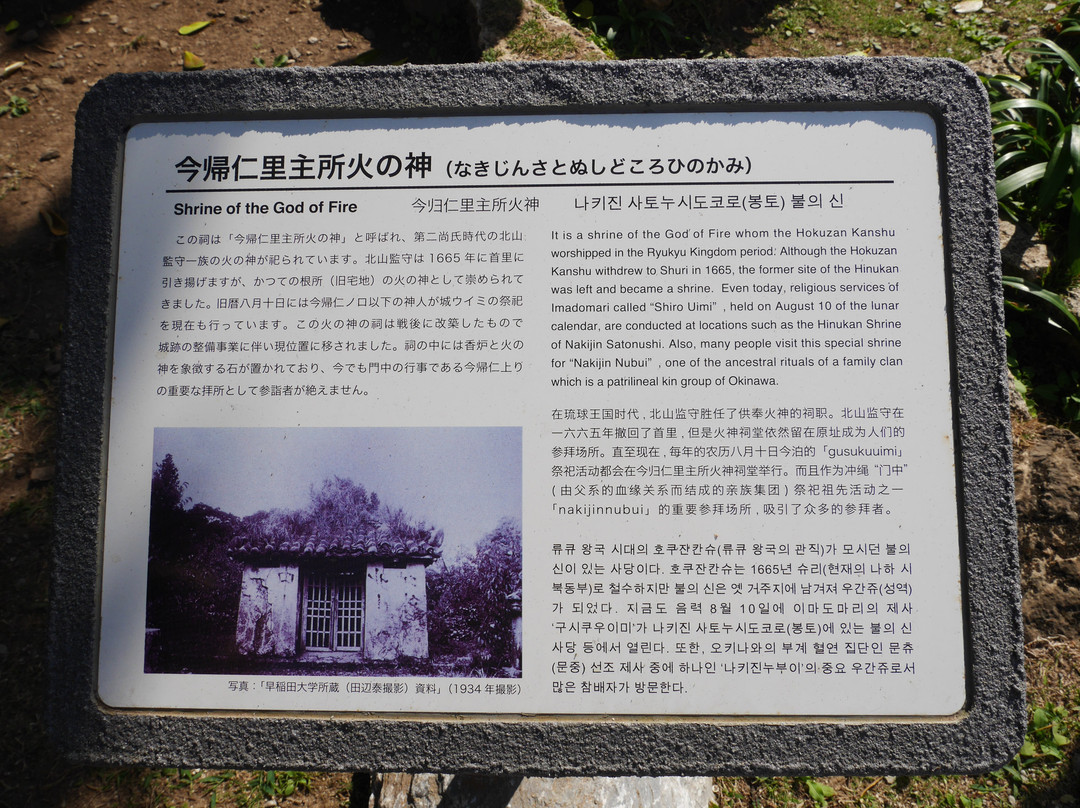 今帰仁里主所火の神（なきじんさとぬしどころひのかみ）
Shrine of the God of Fire　今归仁里主所火神　나키진 사토누시도코로(봉토) 불의 신
この祠は「今帰仁里主所火の神」と呼ばれ、第二尚氏時代の北山
監守一族の火の神が祀られています。北山監守は 1665 年に首里に
引き揚げますが、かつての根所（旧宅地）の火の神として崇められて
きました。旧暦八月十日には今帰仁ノロ以下の神人が城ウイミの祭祀
を現在も行っています。この火の神の祠は戦後に改築したもので
城跡の整備事業に伴い現位置に移されました。祠の中には香炉と火の
神を象徴する石が置かれており、今でも門中の行事である今帰仁上り
の重要な拝所として参詣者が絶えません。
写真：「早稲田大学所蔵（田辺泰撮影）資料」（1934 年撮影）
It is a shrine of the God of Fire whom the Hokuzan Kanshu
worshipped in the Ryukyu Kingdom period. Although the Hokuzan
Kanshu withdrew to Shuri in 1665, the former site of the Hinukan
was left and became a shrine. Even today, religious services of
Imadomari called “Shiro Uimi” , held on August 10 of the lunar
calendar, are conducted at locations such as the Hinukan Shrine
of Nakijin Satonushi. Also, many people visit this special shrine
for “Nakijin Nubui” , one of the ancestral rituals of a family clan
which is a patrilineal kin group of Okinawa.
在琉球王国时代，北山监守胜任了供奉火神的祠职。北山监守在
一六六五年撤回了首里，但是火神祠堂依然留在原址成为人们的
参拜场所。直至现在，每年的农历八月十日今泊的「gusukuuimi」
祭祀活动都会在今归仁里主所火神祠堂举行。而且作为冲绳“门中”
(由父系的血缘关系而结成的亲族集团) 祭祀祖先活动之一
「nakijinnubui」的重要参拜场所，吸引了众多的参拜者。
류큐 왕국 시대의 호쿠잔칸슈(류큐 왕국의 관직)가 모시던 불의
신이 있는 사당이다. 호쿠잔칸슈는 1665년 슈리(현재의 나하 시
북동부)로 철수하지만 불의 신은 옛 거주지에 남겨져 우간쥬(성역)
가 되었다. 지금도 음력 8월 10일에 이마도마리의 제사
‘구시쿠우이미’가 나키진 사토누시도코로(봉토)에 있는 불의 신
사당 등에서 열린다. 또한, 오키나와의 부계 혈연 집단인 문츄
(문중) 선조 제사 중에 하나인 ‘나키진누부이’의 중요 우간쥬로서
많은 참배자가 방문한다.